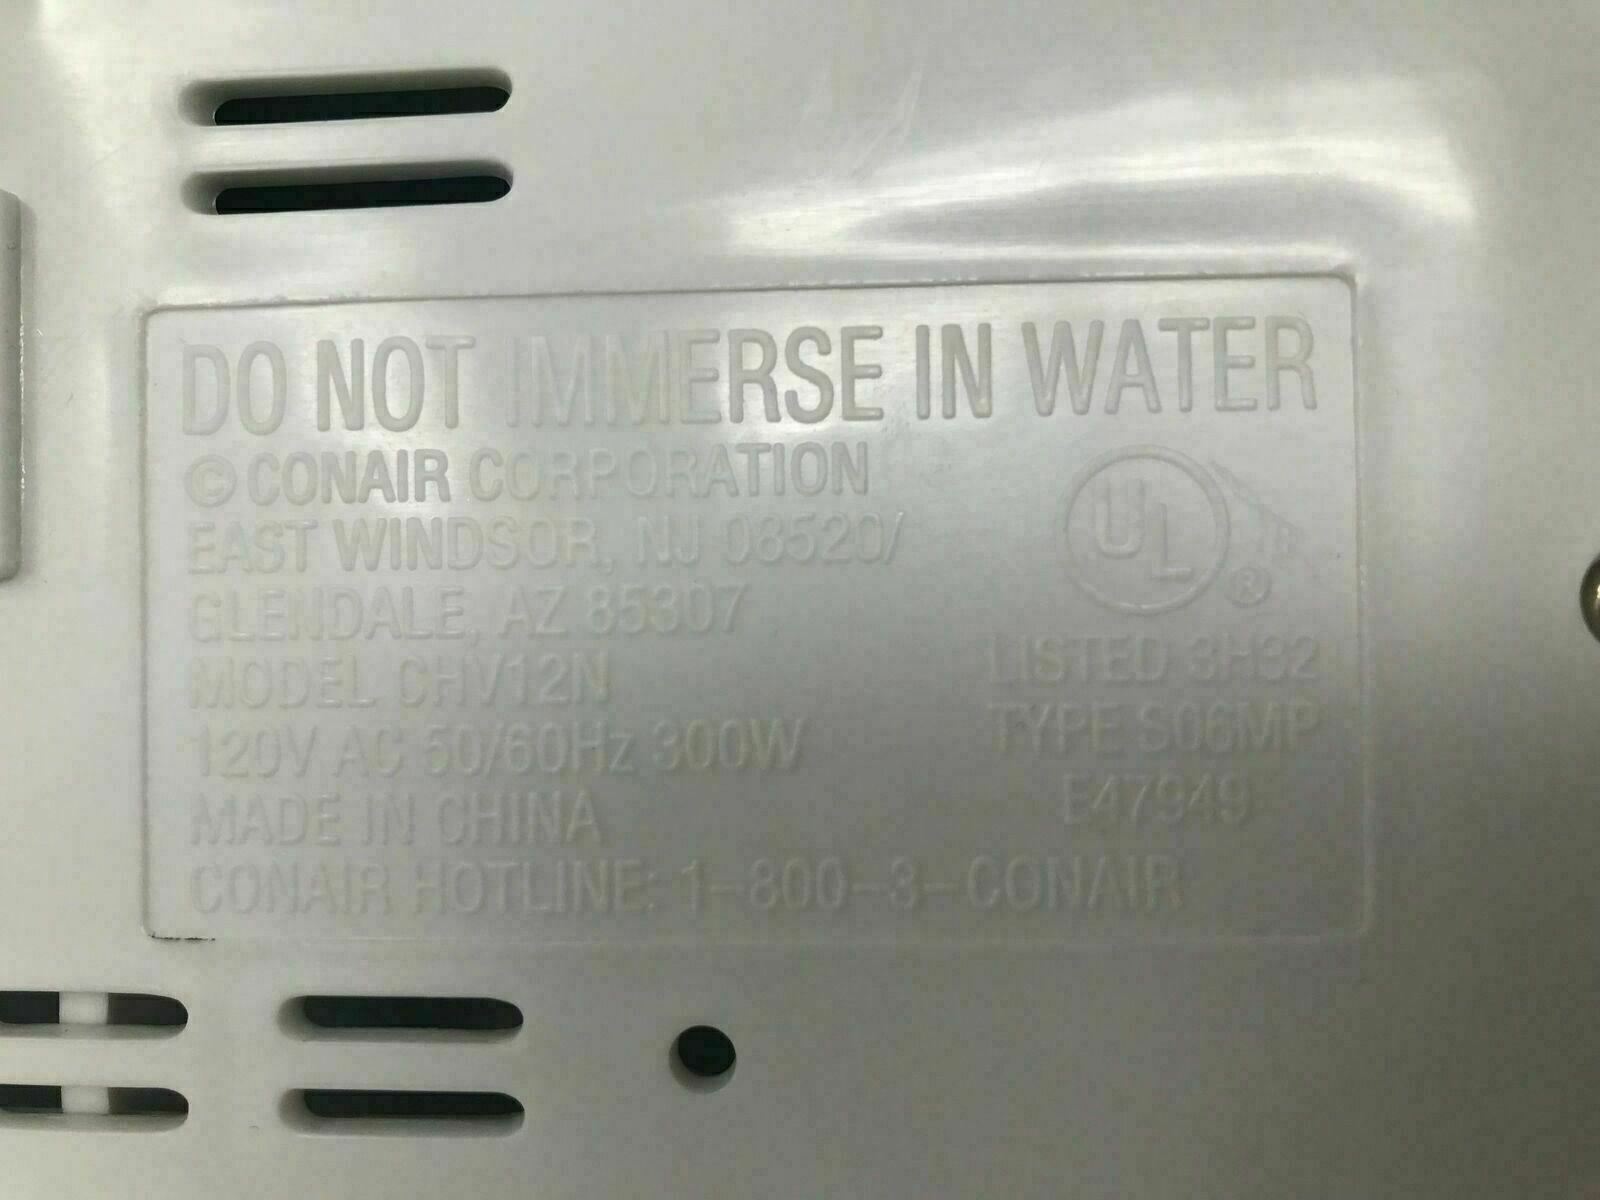 DO NOT IMMERSE IN WATER
© CONAIR CORPORATION
EAST WINDSOR, NJ 08520/
GLENDALE, AZ 85307
MODEL CHV12N
120V AC 50/60Hz 300W
MADE IN CHINA
CONAIR HOTLINE: 1-800-3-CONAIR
UL ®
LISTED 3H32
TYPE S06MP
E47949